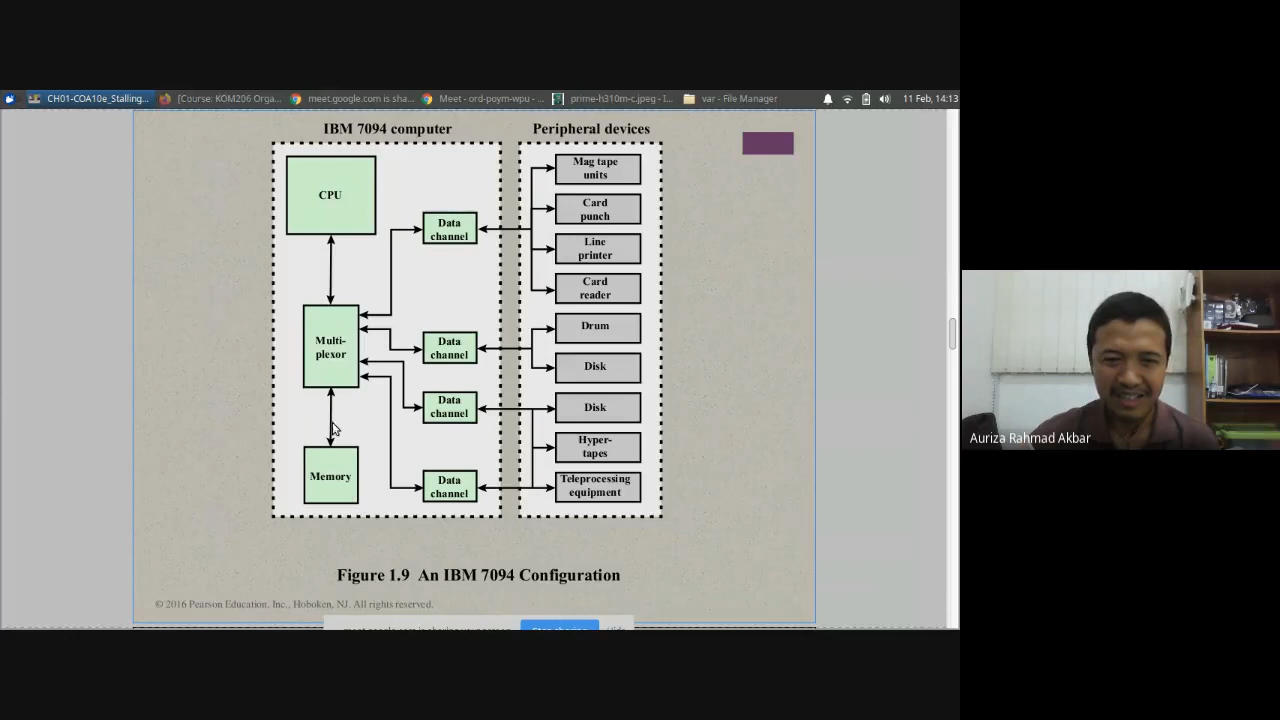 CH01-COA10e_Stalling...
[Course: KOM206 Orga...
meet.google.com is sha...
Meet - ord-poym-wpu - ...
prime-h310m-c.jpeg - I...
var - File Manager
11 Feb, 14:13
IBM 7094 computer
Peripheral devices
CPU
Multi-
plexor
Memory
Data
channel
Data
channel
Data
channel
Data
channel
Mag tape
units
Card
punch
Line
printer
Card
reader
Drum
Disk
Disk
Hyper-
tapes
Teleprocessing
equipment
Figure 1.9 An IBM 7094 Configuration
© 2016 Pearson Education, Inc., Hoboken, NJ. All rights reserved.
Auriza Rahmad Akbar